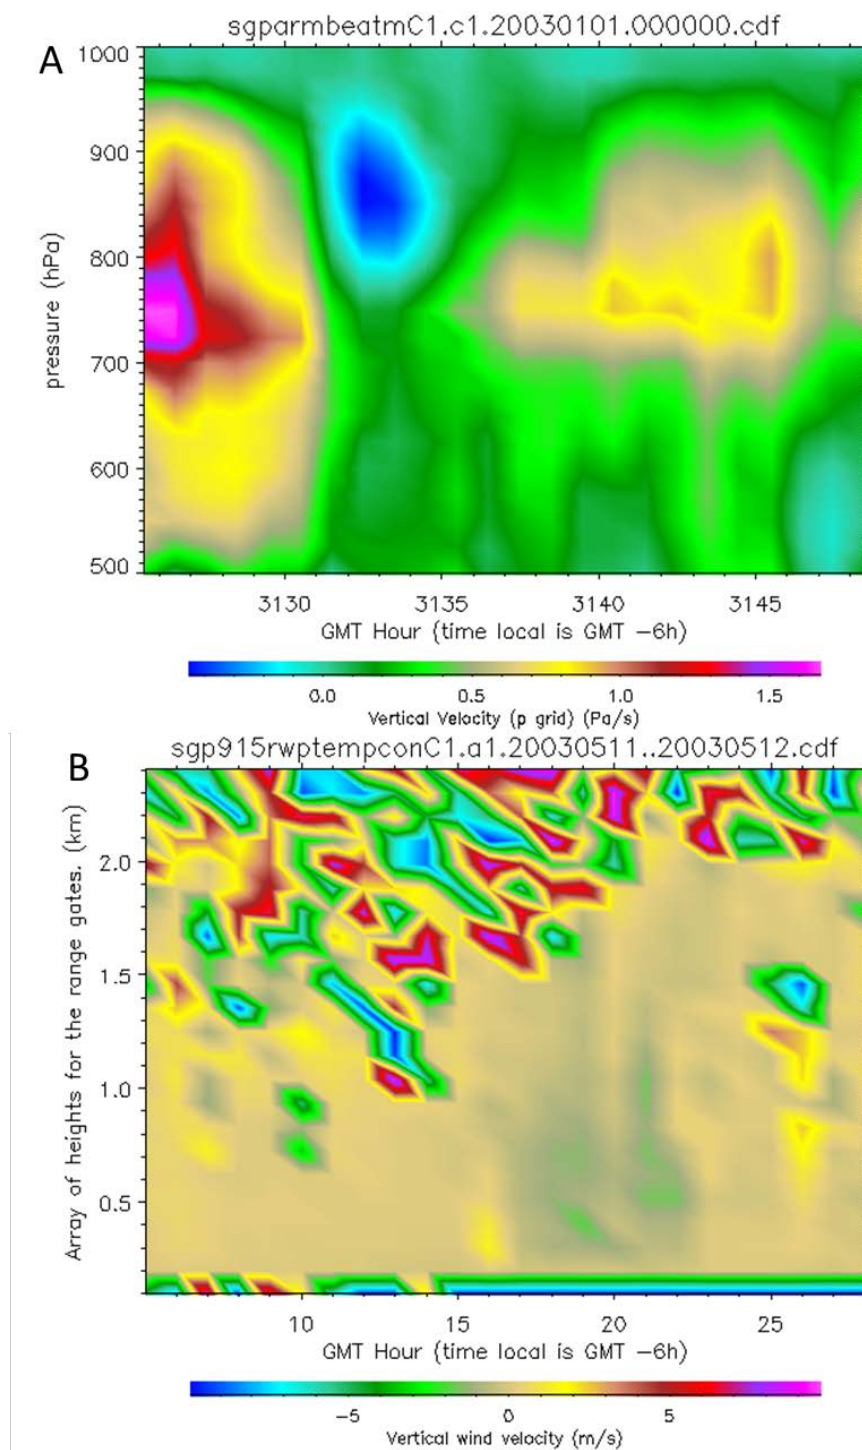 sgparmbeatmC1.c1.20030101.000000.cdf
A
1000
900
800
700
600
500
pressure (hPa)
3130 3135 3140 3145
GMT Hour (time local is GMT -6h)
0.0 0.5 1.0 1.5
Vertical Velocity (p grid) (Pa/s)
sgp915rwptempconC1.a1.20030511..20030512.cdf
B
2.0
1.5
1.0
0.5
Array of heights for the range gates. (km)
10 15 20 25
GMT Hour (time local is GMT -6h)
-5 0 5
Vertical wind velocity (m/s)